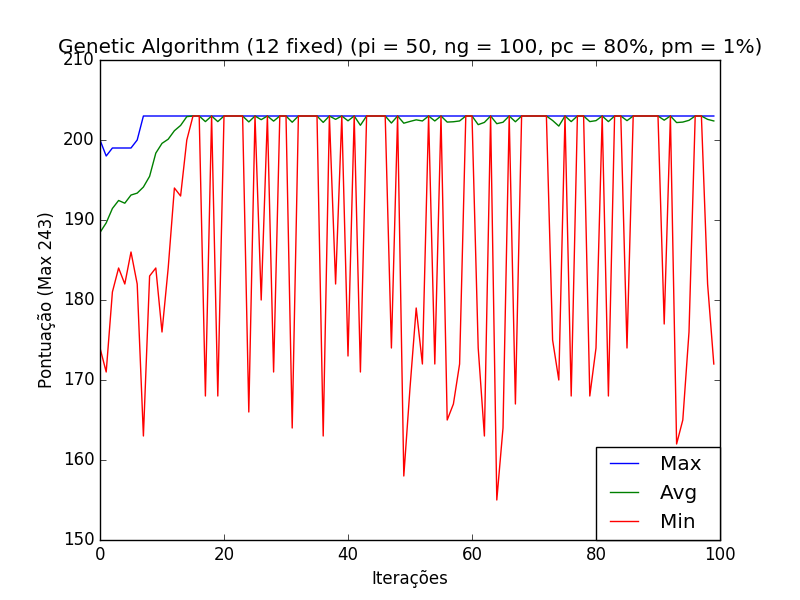 Genetic Algorithm (12 fixed) (pi = 50, ng = 100, pc = 80%, pm = 1%)
210
200
190
180
170
160
150
Pontuação (Max 243)
0 20 40 60 80 100
Iterações
Max
Avg
Min